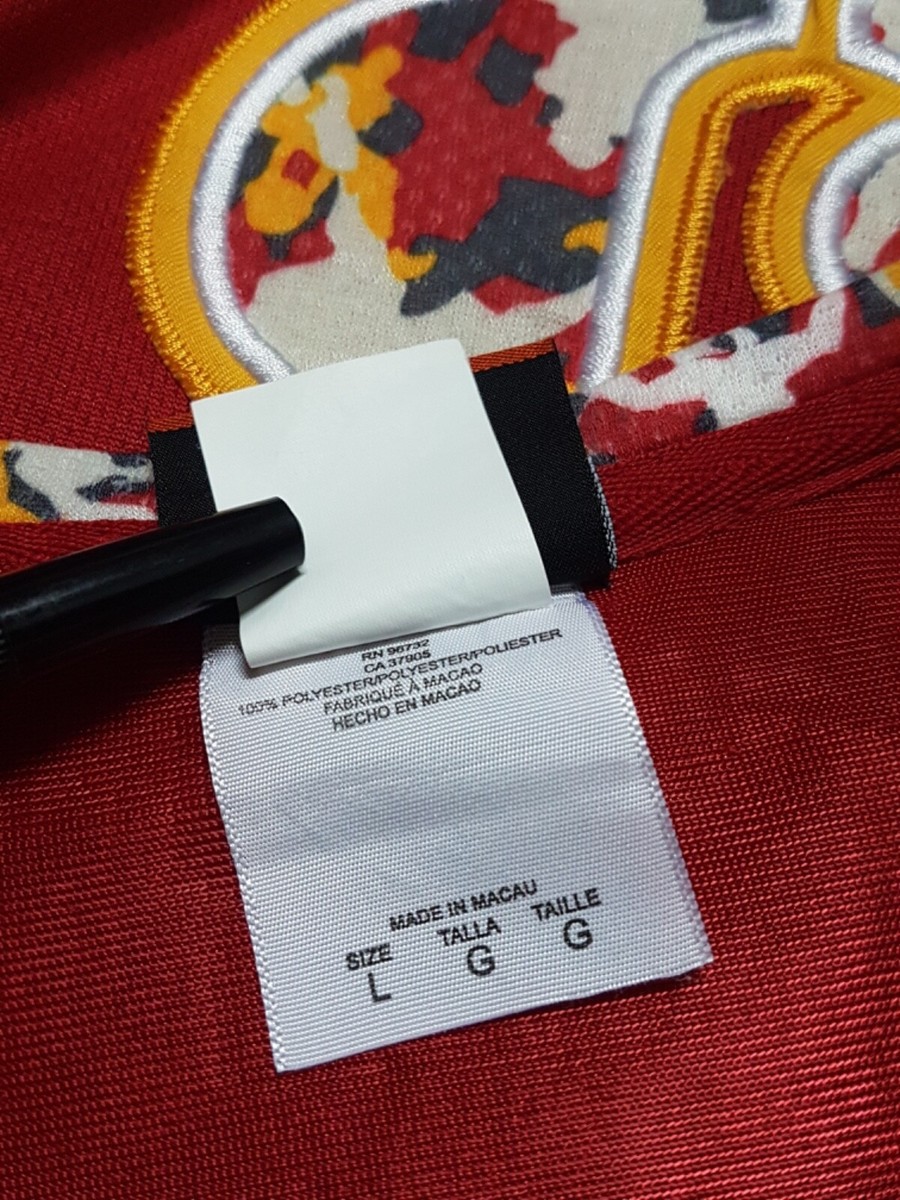 RN 96732
CA 37905
100% POLYESTER/POLYESTER/POLIESTER
FABRIQUÉ À MACAO
HECHO EN MACAO
MADE IN MACAU
SIZE TALLA TAILLE
L G G